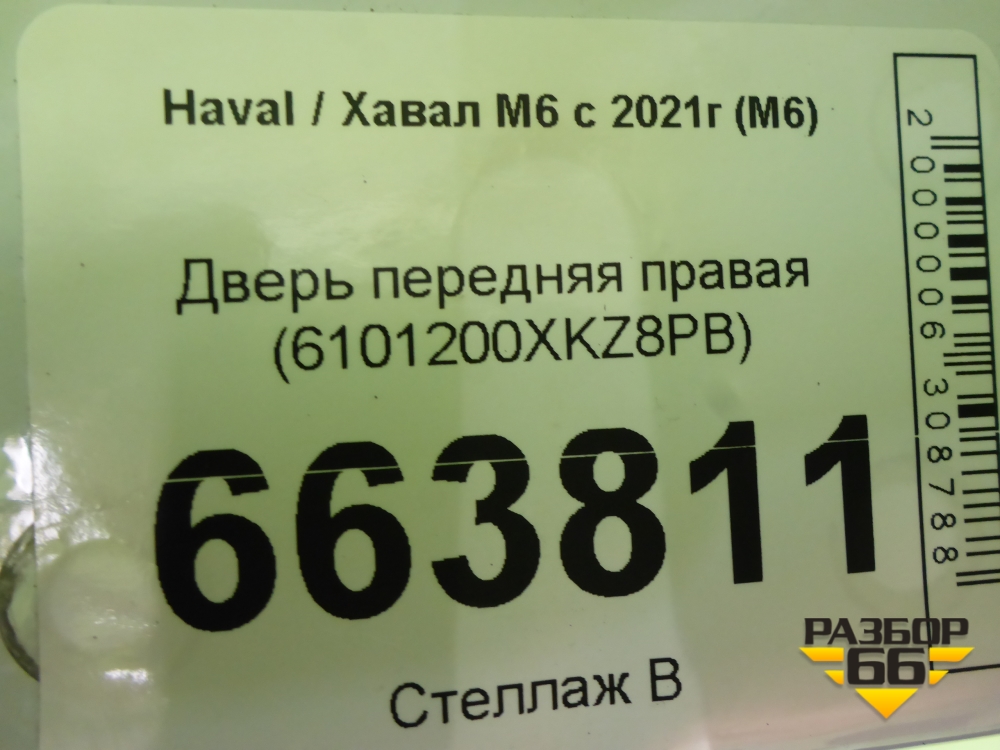 Haval / Хавал М6 с 2021г (М6)
Дверь передняя правая
(6101200XKZ8PB)
663811
Стеллаж В
2000006308788
РАЗБОР
66